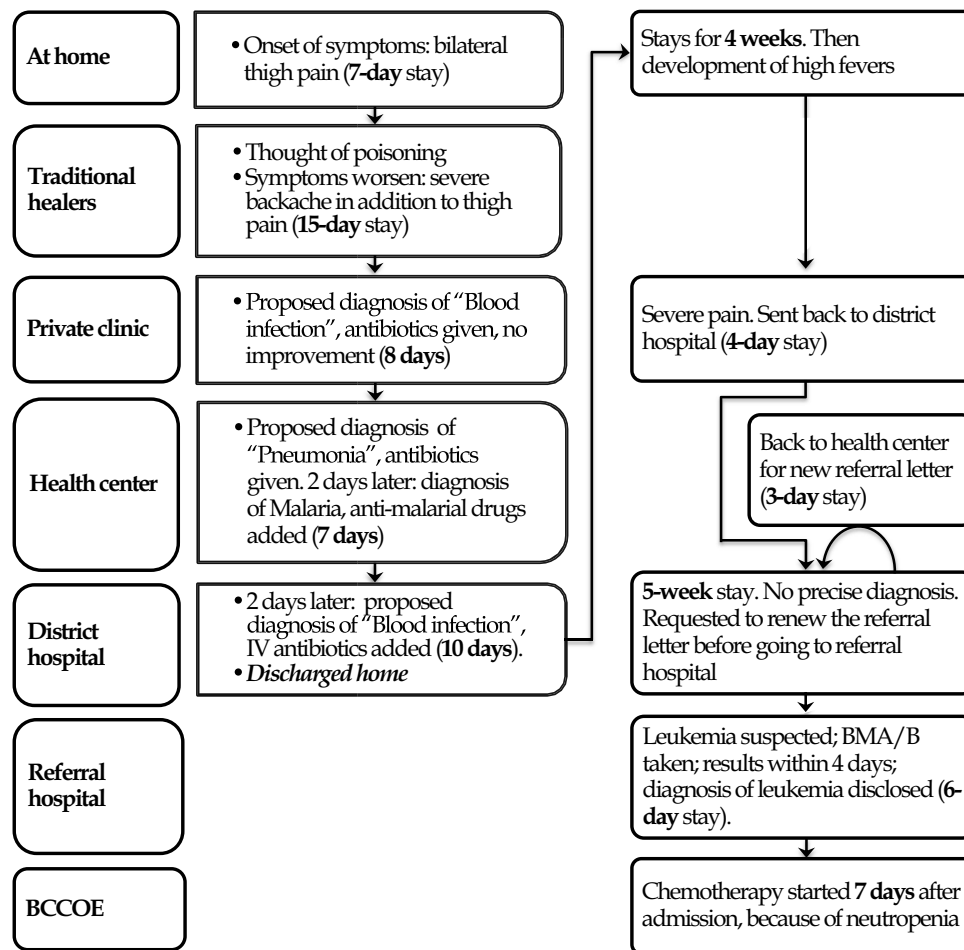 At home
• Onset of symptoms: bilateral
thigh pain (7-day stay)
Traditional
healers
• Thought of poisoning
• Symptoms worsen: severe
backache in addition to thigh
pain (15-day stay)
Private clinic
• Proposed diagnosis of “Blood
infection”, antibiotics given, no
improvement (8 days)
Health center
• Proposed diagnosis of
“Pneumonia”, antibiotics
given. 2 days later: diagnosis
of Malaria, anti-malarial drugs
added (7 days)
District
hospital
• 2 days later: proposed
diagnosis of “Blood infection”,
IV antibiotics added (10 days).
• Discharged home
Referral
hospital
BCCOE
Stays for 4 weeks. Then
development of high fevers
Severe pain. Sent back to district
hospital (4-day stay)
Back to health center
for new referral letter
(3-day stay)
5-week stay. No precise diagnosis.
Requested to renew the referral
letter before going to referral
hospital
Leukemia suspected; BMA/B
taken; results within 4 days;
diagnosis of leukemia disclosed (6-
day stay).
Chemotherapy started 7 days after
admission, because of neutropenia